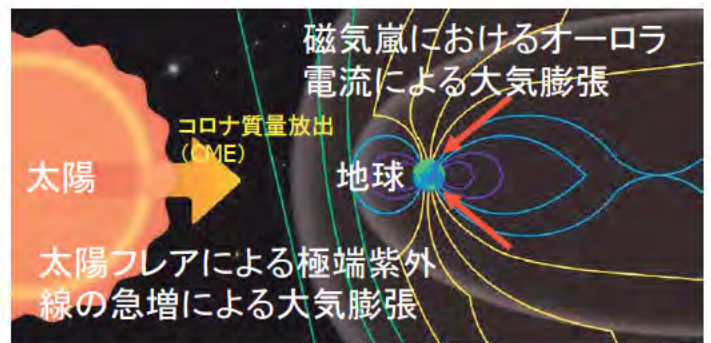 磁気嵐におけるオーロラ
電流による大気膨張
コロナ質量放出
（CME）
太陽
地球
太陽フレアによる極端紫外
線の急増による大気膨張